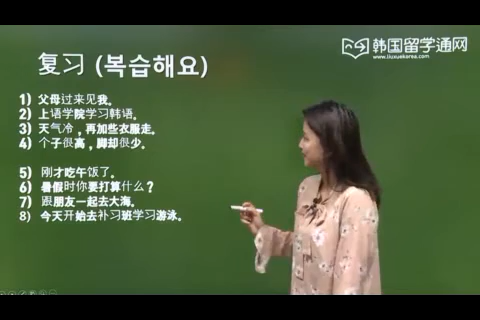 韩国留学通网
www.liuxuekorea.com
复习 (복습해요)
1) 父母过来见我。
2) 上语学院学习韩语。
3) 天气冷，再加些衣服走。
4) 个子很高，脚却很少。
5) 刚才吃午饭了。
6) 暑假时你要打算什么？
7) 跟朋友一起去大海。
8) 今天开始去补习班学习游泳。